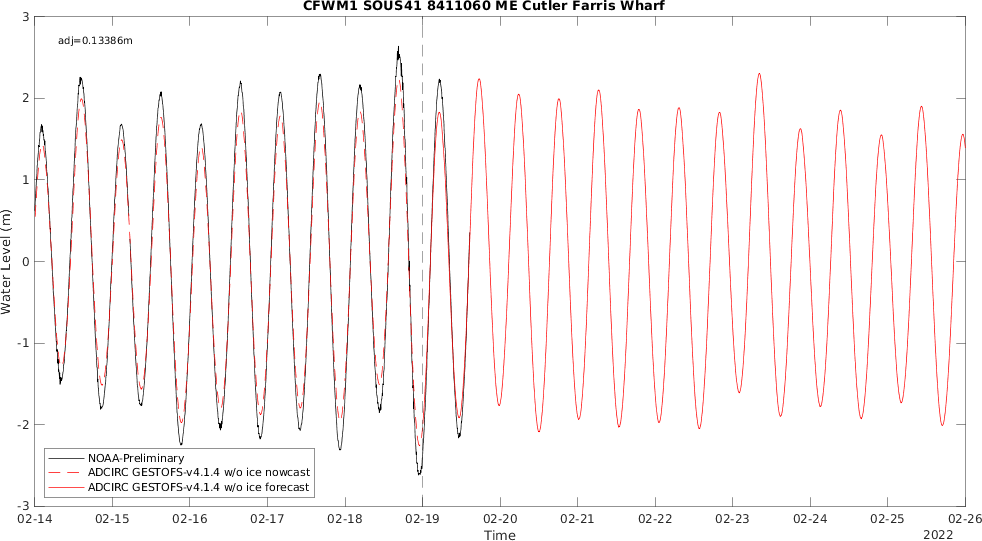 CFWM1 SOUS41 8411060 ME Cutler Farris Wharf
adj=0.13386m
3
2
1
0
-1
-2
-3
Water Level (m)
NOAA-Preliminary
ADCIRC GESTOFS-v4.1.4 w/o ice nowcast
ADCIRC GESTOFS-v4.1.4 w/o ice forecast
02-14 02-15 02-16 02-17 02-18 02-19 02-20 02-21 02-22 02-23 02-24 02-25 02-26
Time
2022